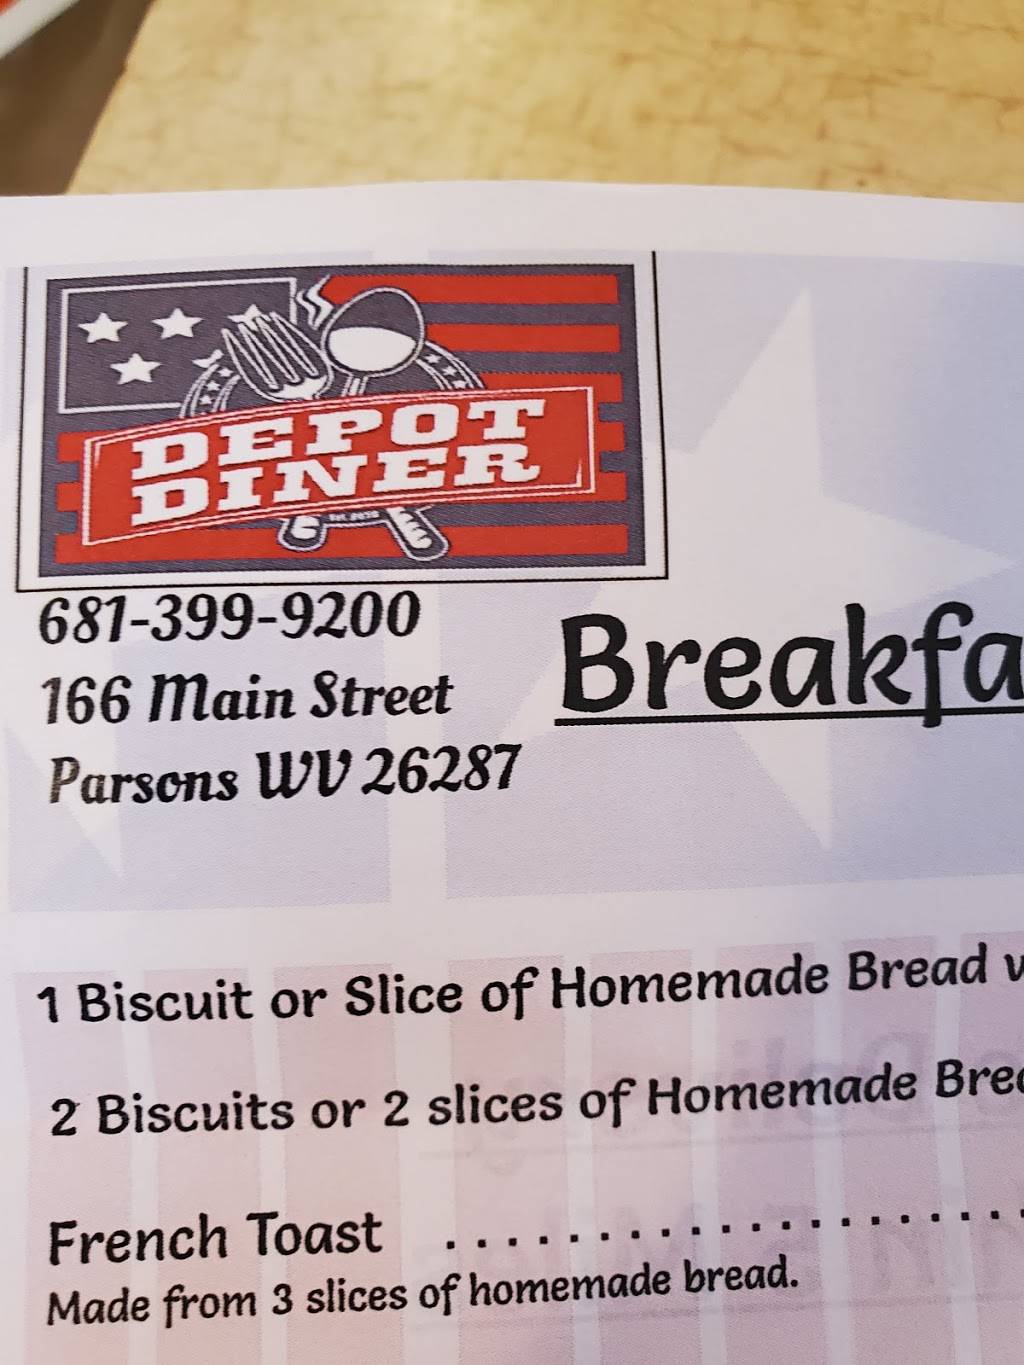 DEPOT
DINER
681-399-9200
166 Main Street
Parsons WV 26287
Breakfa
1 Biscuit or Slice of Homemade Bread
2 Biscuits or 2 slices of Homemade Brea
French Toast ...................
Made from 3 slices of homemade bread.